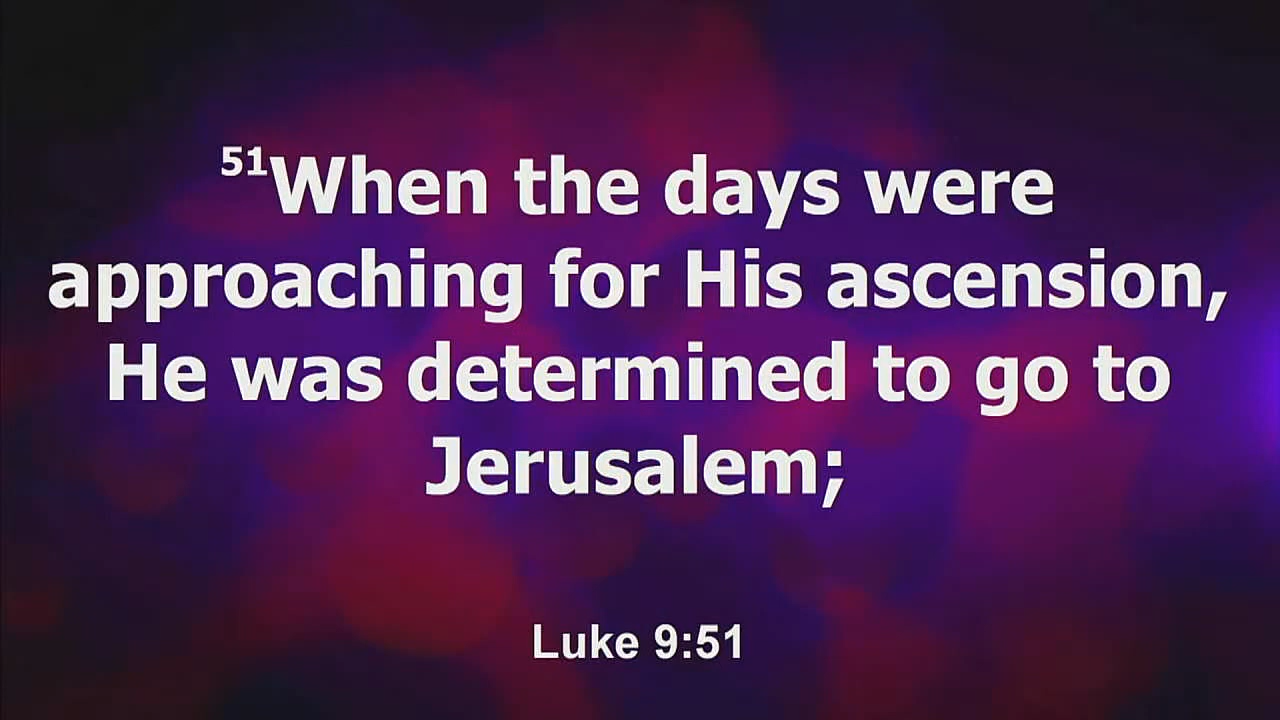 51When the days were
approaching for His ascension,
He was determined to go to
Jerusalem;
Luke 9:51